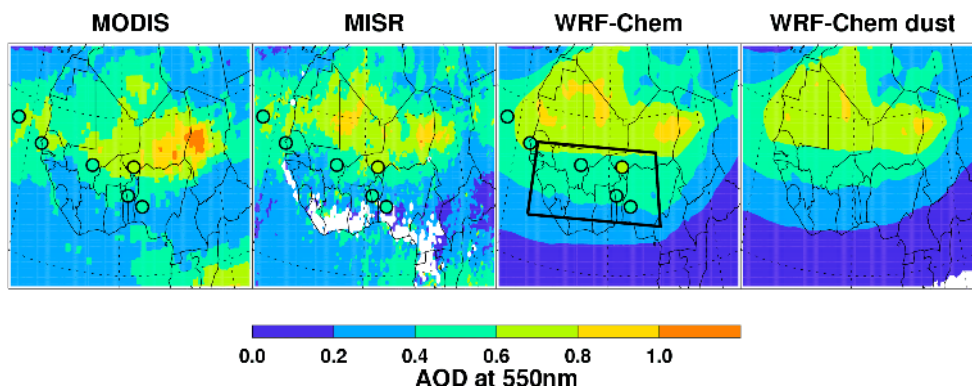 MODIS MISR WRF-Chem WRF-Chem dust
0.0 0.2 0.4 0.6 0.8 1.0
AOD at 550nm